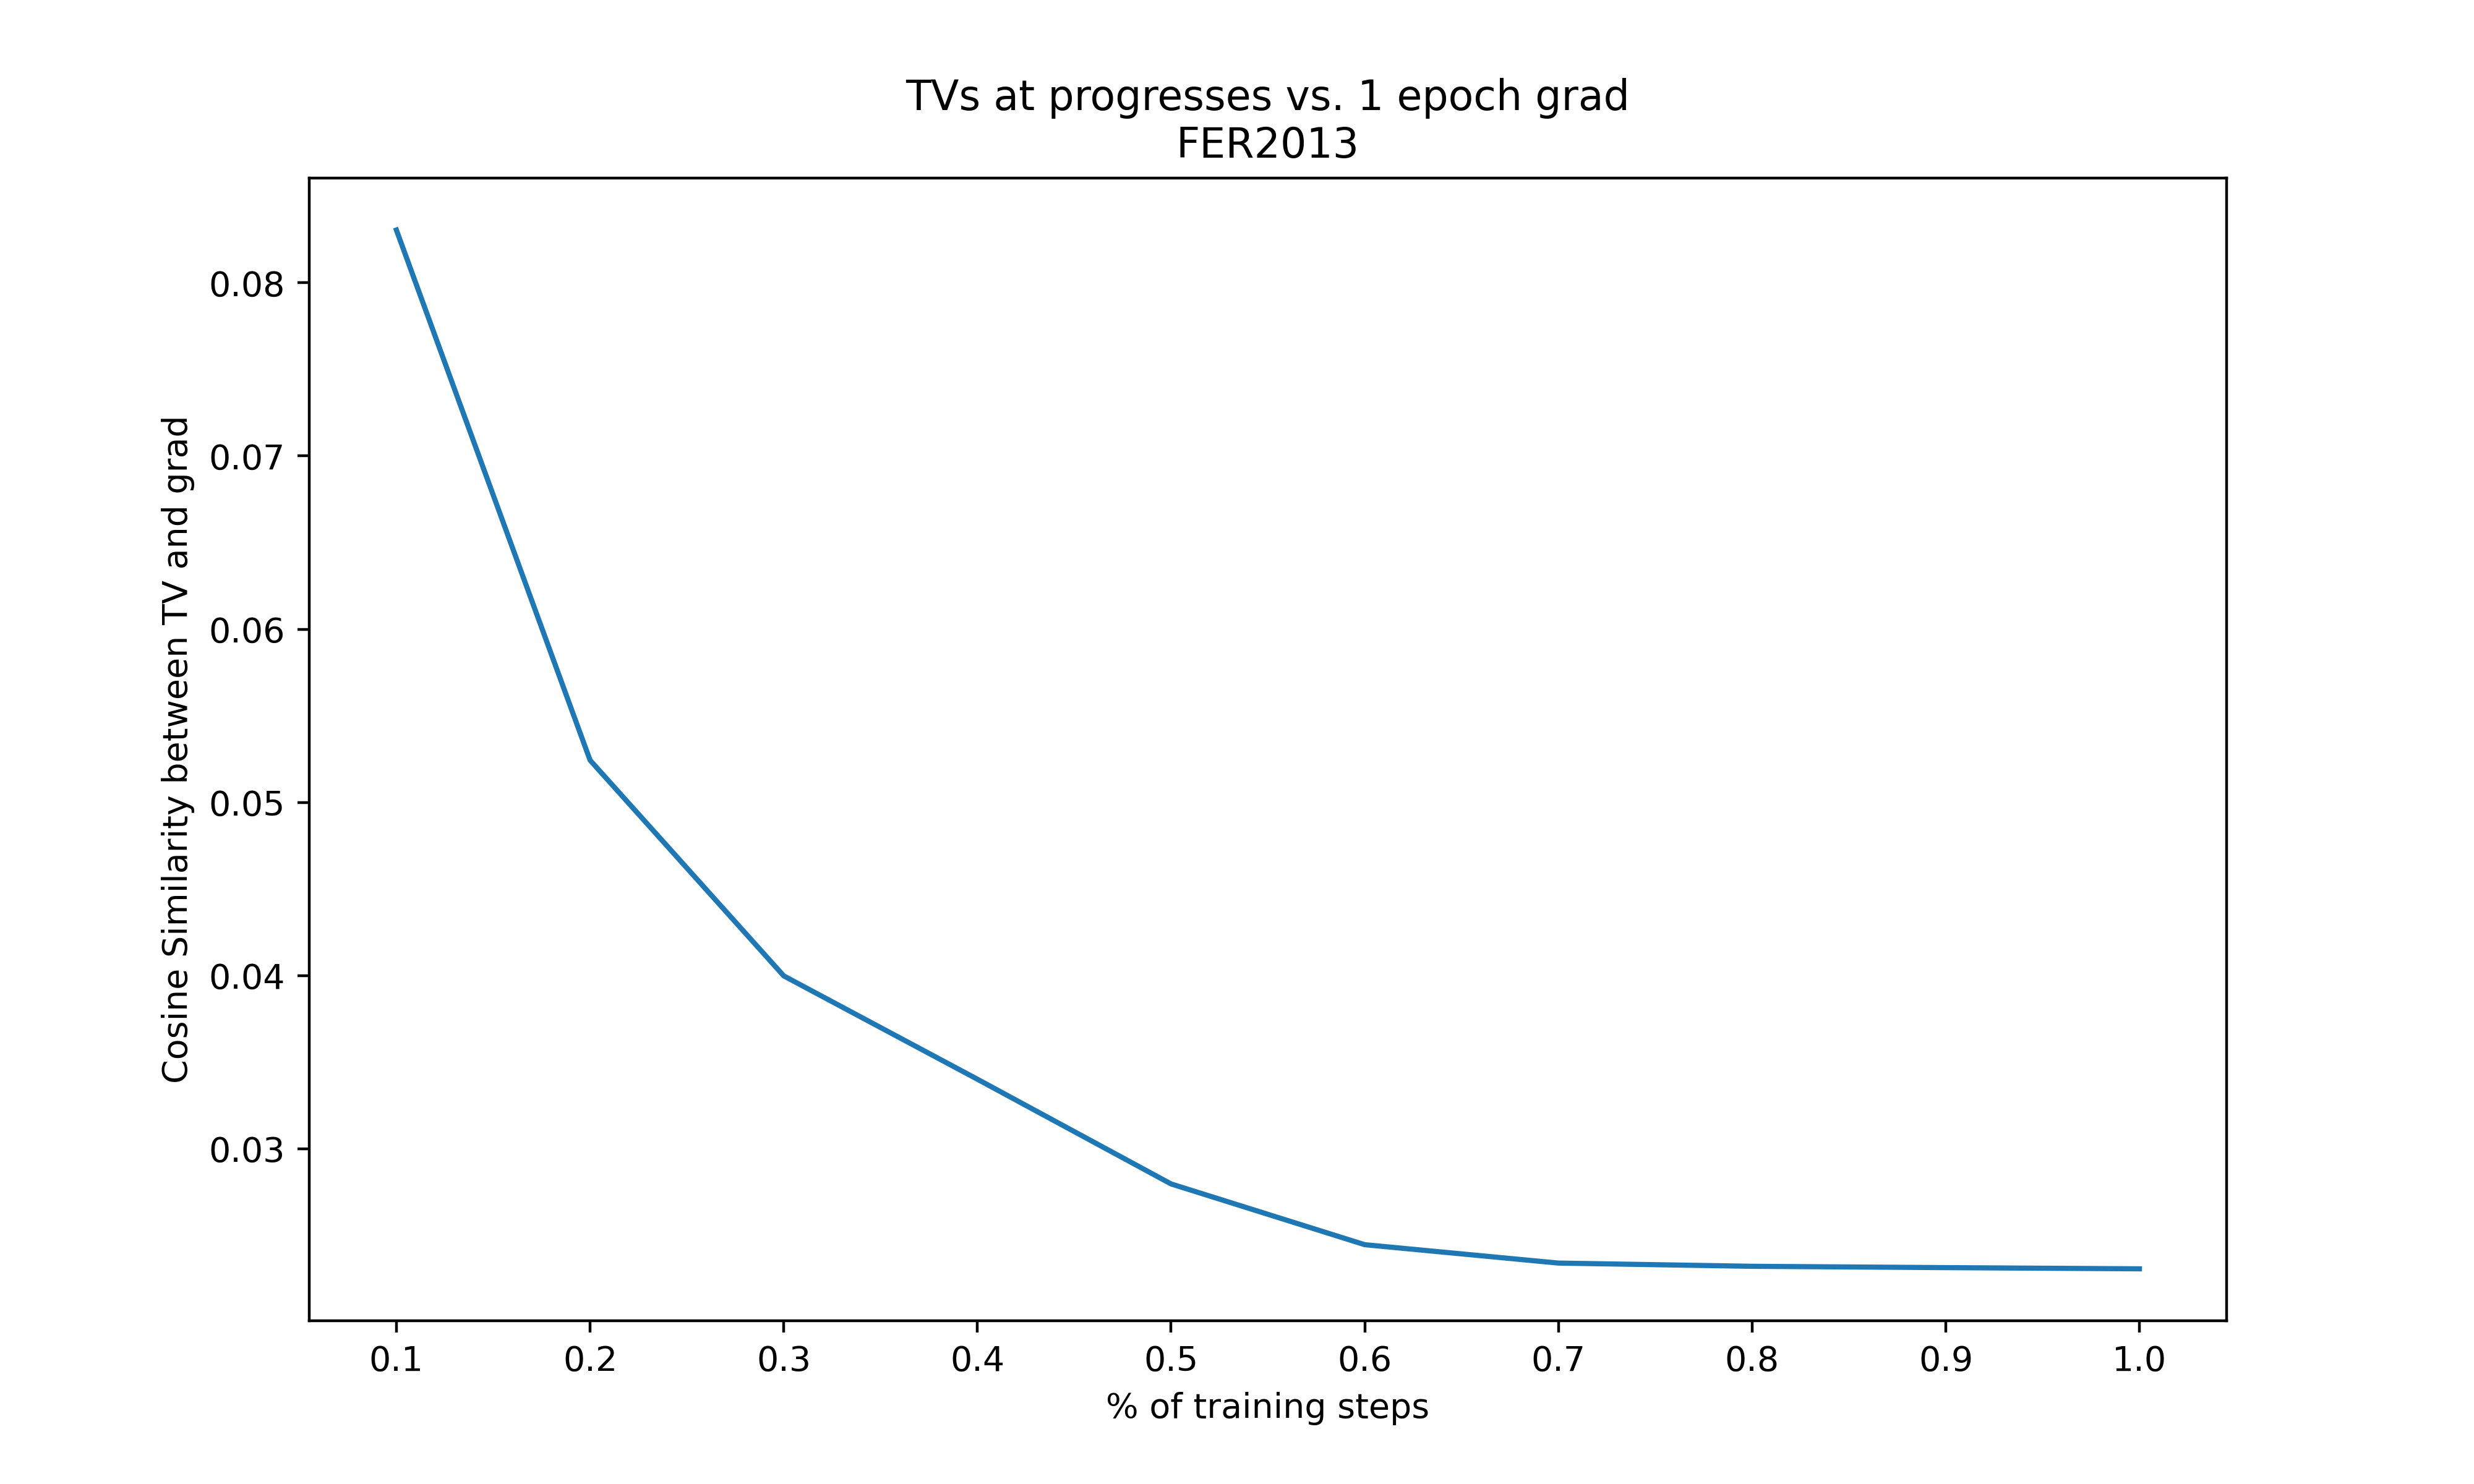 TVs at progresses vs. 1 epoch grad
FER2013
Cosine Similarity between TV and grad
0.08
0.07
0.06
0.05
0.04
0.03
0.1 0.2 0.3 0.4 0.5 0.6 0.7 0.8 0.9 1.0
% of training steps